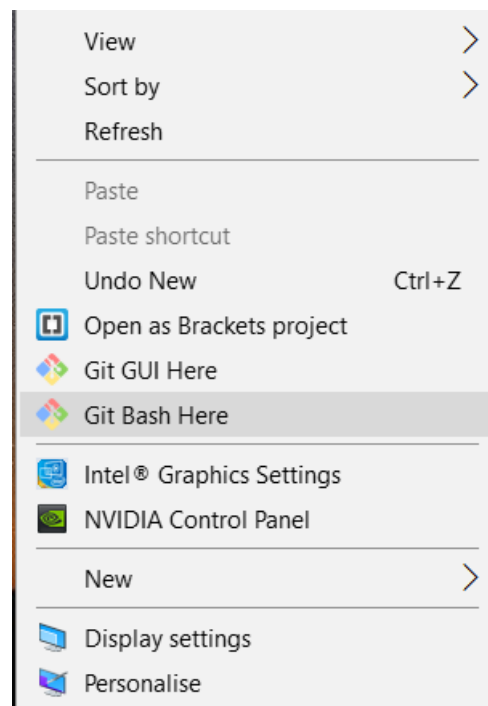 View
Sort by
Refresh
Paste
Paste shortcut
Undo New Ctrl+Z
Open as Brackets project
Git GUI Here
Git Bash Here
Intel® Graphics Settings
NVIDIA Control Panel
New
Display settings
Personalise